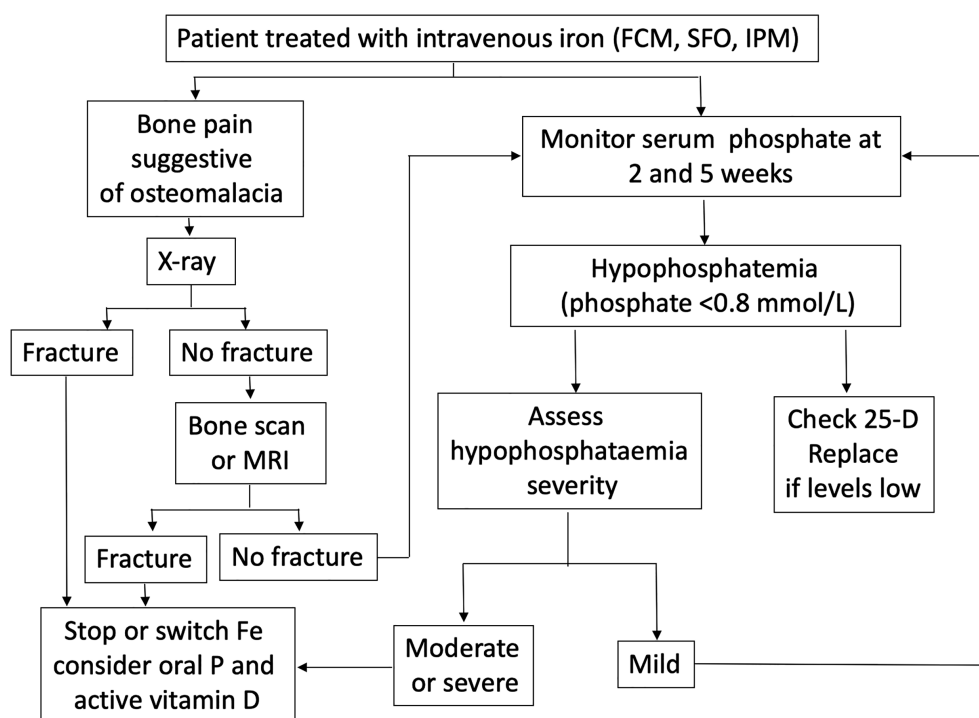 Patient treated with intravenous iron (FCM, SFO, IPM)
Bone pain
suggestive
of osteomalacia
Monitor serum phosphate at
2 and 5 weeks
X-ray
Hypophosphatemia
(phosphate <0.8 mmol/L)
Fracture
No fracture
Bone scan
or MRI
Assess
hypophosphataemia
severity
Check 25-D
Replace
if levels low
Fracture
No fracture
Stop or switch Fe
consider oral P and
active vitamin D
Moderate
or severe
Mild